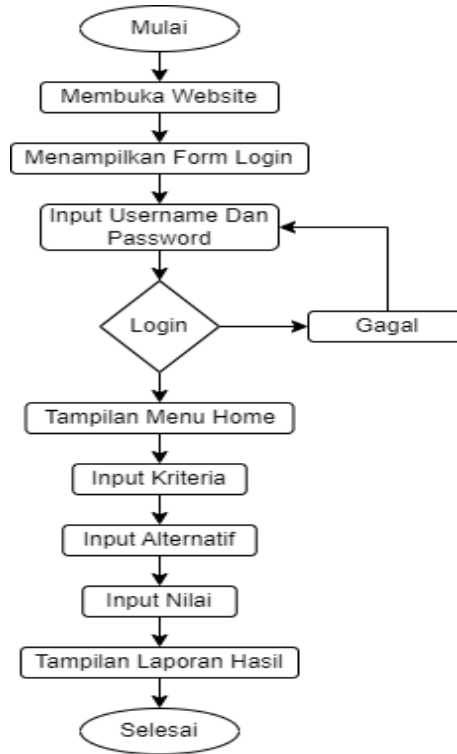 Mulai
Membuka Website
Menampilkan Form Login
Input Username Dan
Password
Login
Gagal
Tampilan Menu Home
Input Kriteria
Input Alternatif
Input Nilai
Tampilan Laporan Hasil
Selesai